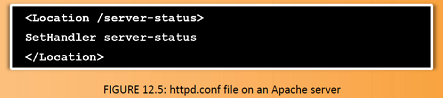 <Location /server-status>
SetHandler server-status
</Location>
FIGURE 12.5: httpd.conf file on an Apache server